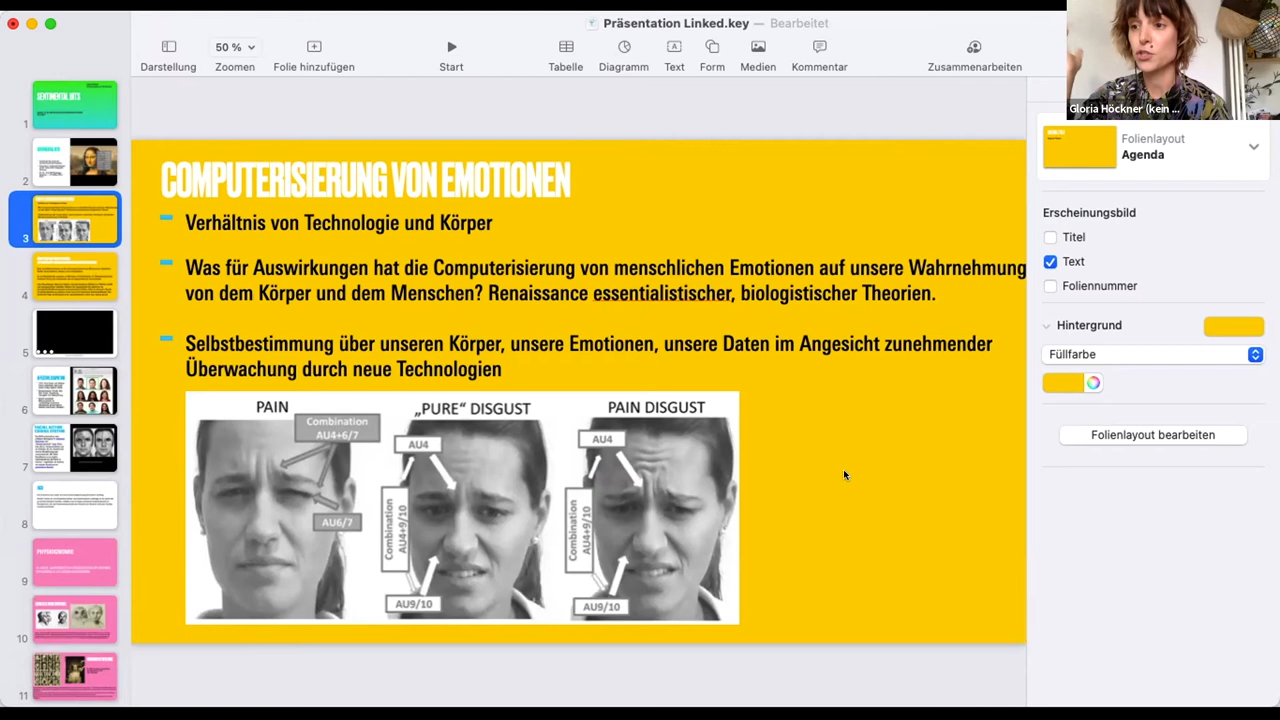 Präsentation Linked.key — Bearbeitet
50 %
Darstellung
Zoomen
Folie hinzufügen
Start
Tabelle
Diagramm
Text
Form
Medien
Kommentar
Zusammenarbeiten
Gloria Höckner (kein ...
SENTIMENTAL BITS
1
2
3
4
5
6
7
8
9
10
11
PHYSIOGNOMIE
COMPUTERISIERUNG VON EMOTIONEN
Verhältnis von Technologie und Körper
Was für Auswirkungen hat die Computerisierung von menschlichen Emotionen auf unsere Wahrnehmung
von dem Körper und dem Menschen? Renaissance essentialistischer, biologistischer Theorien.
Selbstbestimmung über unseren Körper, unsere Emotionen, unsere Daten im Angesicht zunehmender
Überwachung durch neue Technologien
PAIN
Combination
AU4+6/7
AU6/7
„PURE“ DISGUST
AU4
Combination
AU4+9/10
AU9/10
PAIN DISGUST
AU4
Combination
AU4+9/10
AU9/10
Folienlayout
Agenda
Erscheinungsbild
Titel
Text
Foliennummer
Hintergrund
Füllfarbe
Folienlayout bearbeiten